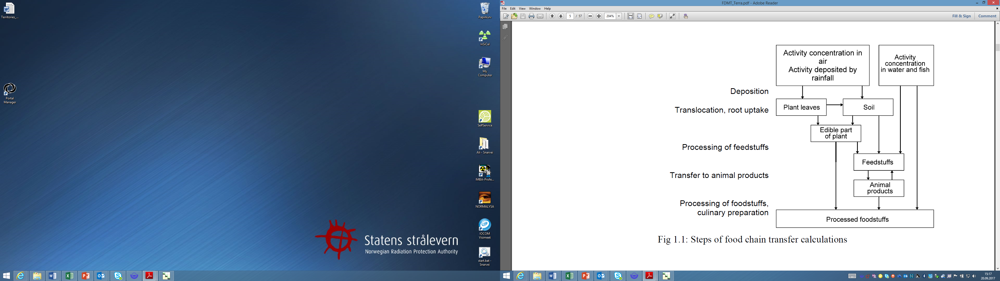 Territories_...
Portal
Manager
Papirkurv
InSiCal
My
Computer
SelfService
Ali - Snarvei
IMBA-Profe...
NORMALYSA
IOCOM
Visimeet
start.bat -
Snarvei
Statens strålevern
Norwegian Radiation Protection Authority
FDMT_Terra.pdf - Adobe Reader
File Edit View Window Help
5 / 57 204% Fill & Sign Comment
Activity concentration in
air
Activity deposited by
rainfall
Activity
concentration
in water and fish
Deposition
Translocation, root uptake
Plant leaves
Soil
Edible part
of plant
Processing of feedstuffs
Feedstuffs
Transfer to animal products
Animal
products
Processing of foodstuffs,
culinary preparation
Processed foodstuffs
Fig 1.1: Steps of food chain transfer calculations
15:17
20.09.2017